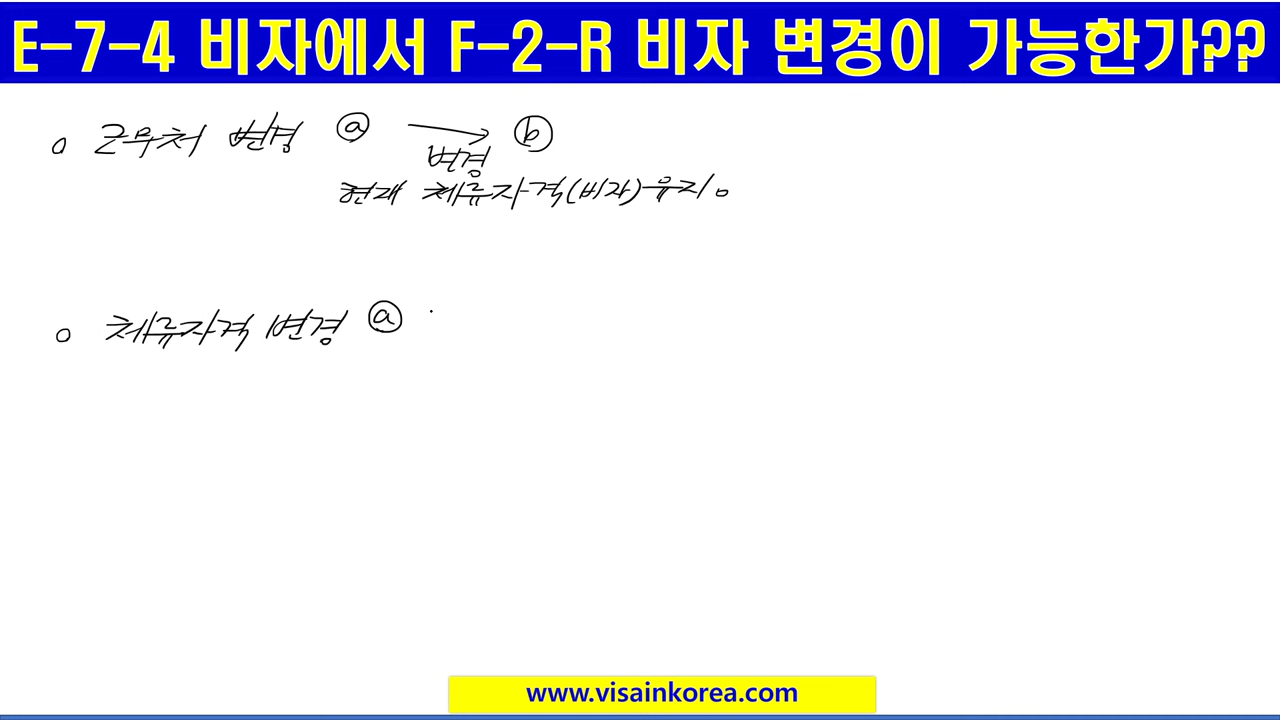 E-7-4 비자에서 F-2-R 비자 변경이 가능한가??
o 근무처 변경 ⓐ → ⓑ
변경
현재 체류자격(비자)유지。
o 체류자격 변경 ⓐ
www.visainkorea.com